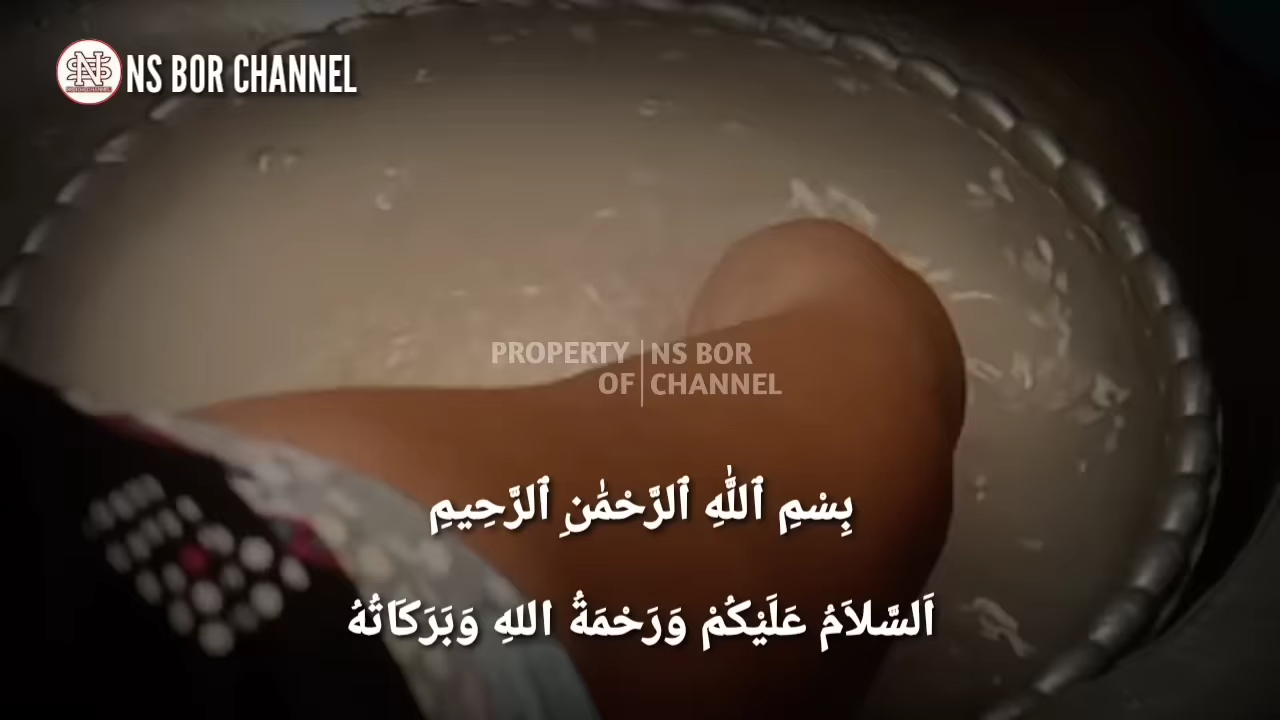 NS BOR CHANNEL
PROPERTY OF
NS BOR CHANNEL
بِسْمِ ٱللَّٰهِ ٱلرَّحْمَٰنِ ٱلرَّحِيمِ
اَلسَّلاَمُ عَلَيْكُمْ وَرَحْمَةُ اللهِ وَبَرَكَاتُهُ